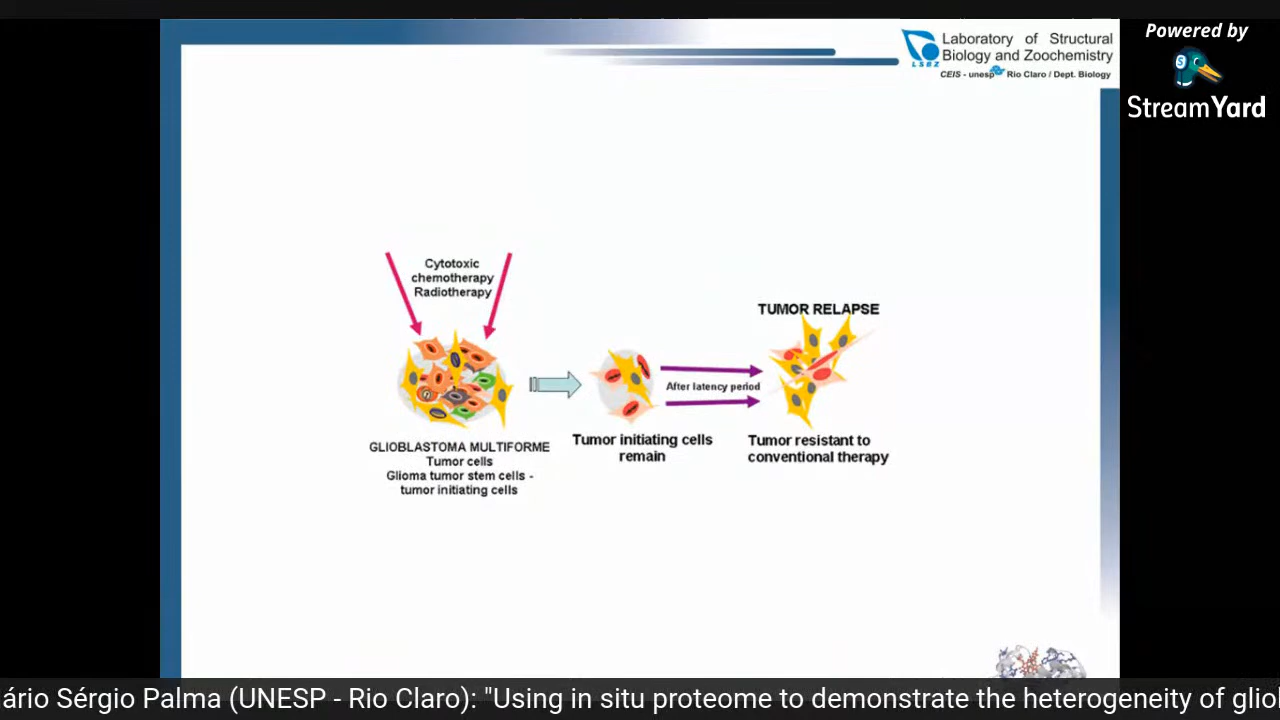 Laboratory of Structural
Biology and Zoochemistry
LSBZ
CEIS - unesp Rio Claro / Dept. Biology
Powered by
StreamYard
Cytotoxic
chemotherapy
Radiotherapy
TUMOR RELAPSE
After latency period
GLIOBLASTOMA MULTIFORME
Tumor cells
Glioma tumor stem cells -
tumor initiating cells
Tumor initiating cells
remain
Tumor resistant to
conventional therapy
ário Sérgio Palma (UNESP - Rio Claro): "Using in situ proteome to demonstrate the heterogeneity of gliol